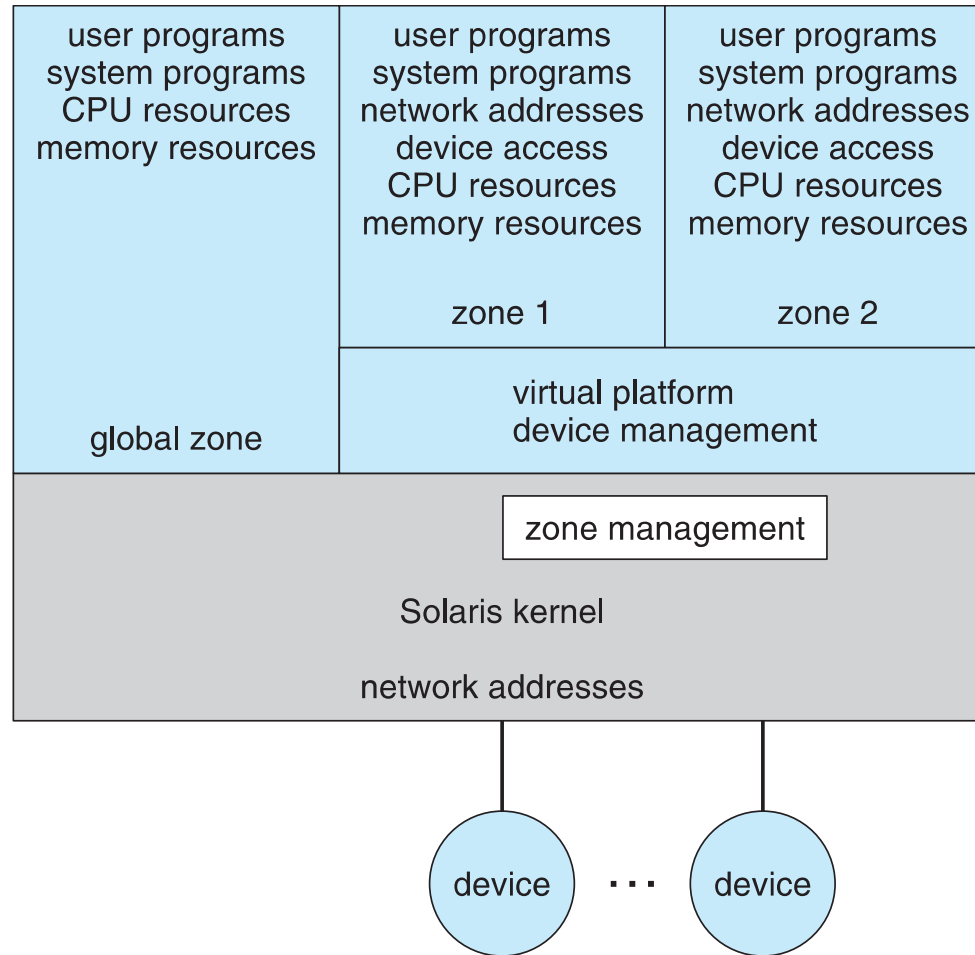 user programs
system programs
CPU resources
memory resources
global zone
user programs
system programs
network addresses
device access
CPU resources
memory resources
zone 1
user programs
system programs
network addresses
device access
CPU resources
memory resources
zone 2
virtual platform
device management
zone management
Solaris kernel
network addresses
device
...
device